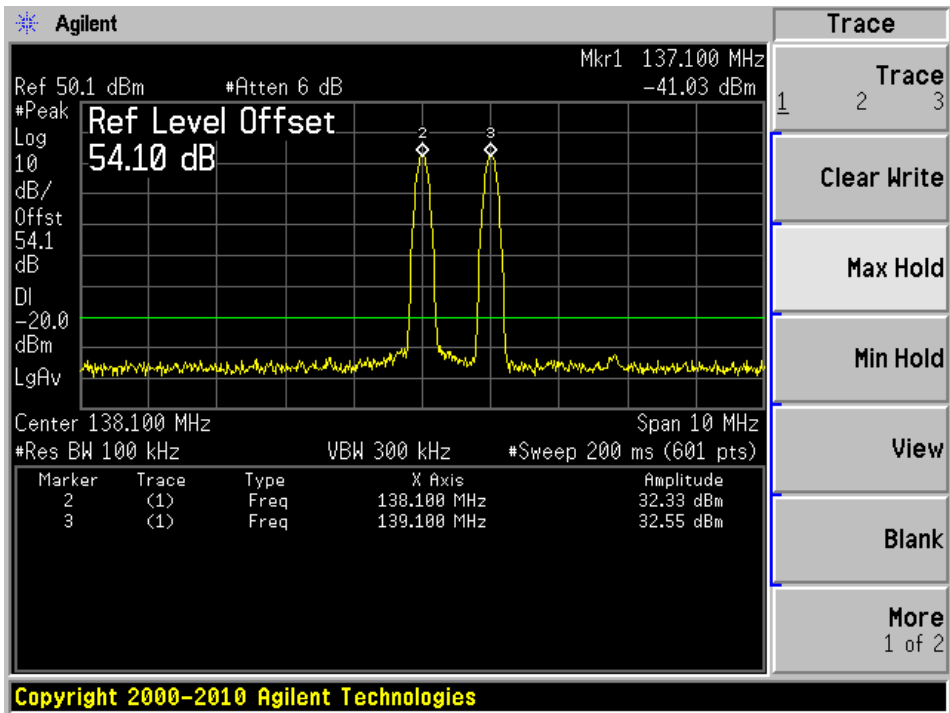 Agilent
Trace
Mkr1 137.100 MHz
Ref 50.1 dBm #Atten 6 dB -41.03 dBm
#Peak
Log
10
dB/
Offst
54.1
dB
DI
-20.0
dBm
LgAv
Ref Level Offset
54.10 dB
2 3
Center 138.100 MHz Span 10 MHz
#Res BW 100 kHz VBW 300 kHz #Sweep 200 ms (601 pts)
Marker Trace Type X Axis Amplitude
2 (1) Freq 138.100 MHz 32.33 dBm
3 (1) Freq 139.100 MHz 32.55 dBm
Trace
1 2 3
Clear Write
Max Hold
Min Hold
View
Blank
More
1 of 2
Copyright 2000-2010 Agilent Technologies